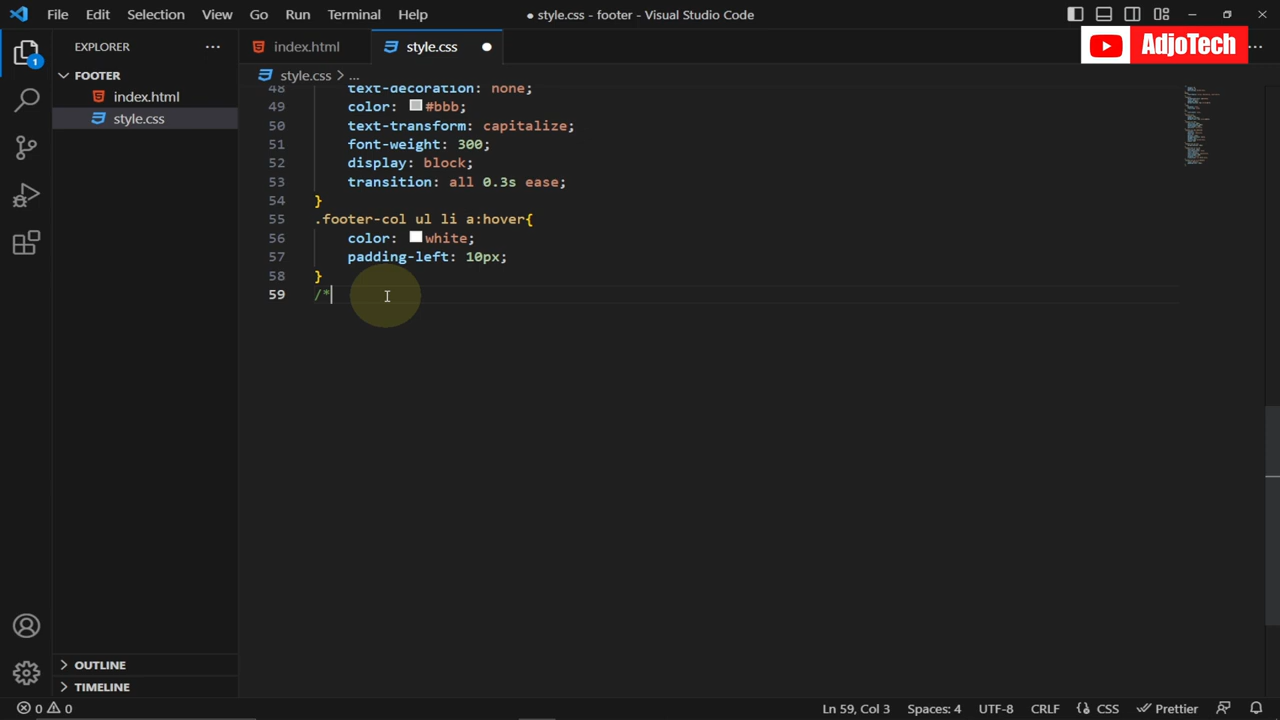 File Edit Selection View Go Run Terminal Help
● style.css - footer - Visual Studio Code
AdjoTech
EXPLORER
1
FOOTER
index.html
style.css
index.html
style.css
style.css > ...
48 text-decoration: none;
49 color: #bbb;
50 text-transform: capitalize;
51 font-weight: 300;
52 display: block;
53 transition: all 0.3s ease;
54 }
55 .footer-col ul li a:hover{
56 color: white;
57 padding-left: 10px;
58 }
59 /*
OUTLINE
TIMELINE
0 0 Ln 59, Col 3 Spaces: 4 UTF-8 CRLF CSS Prettier